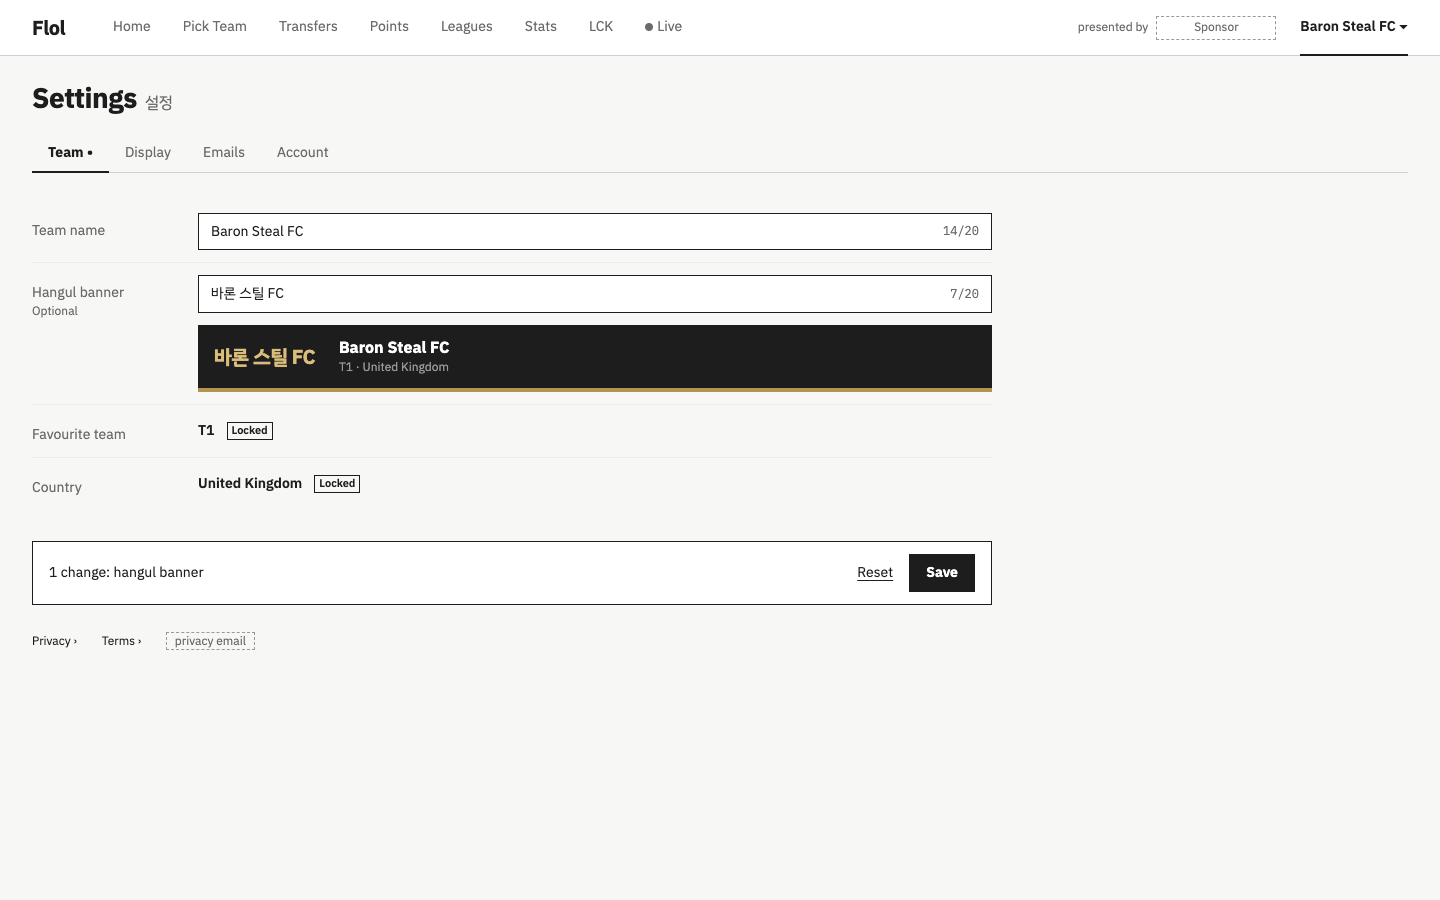 Flol Home Pick Team Transfers Points Leagues Stats LCK Live presented by Sponsor Baron Steal FC
Settings 설정
Team • Display Emails Account
Team name Baron Steal FC 14/20
Hangul banner 바론 스틸 FC 7/20
Optional
바론 스틸 FC Baron Steal FC
T1 · United Kingdom
Favourite team T1 Locked
Country United Kingdom Locked
1 change: hangul banner Reset Save
Privacy › Terms › privacy email